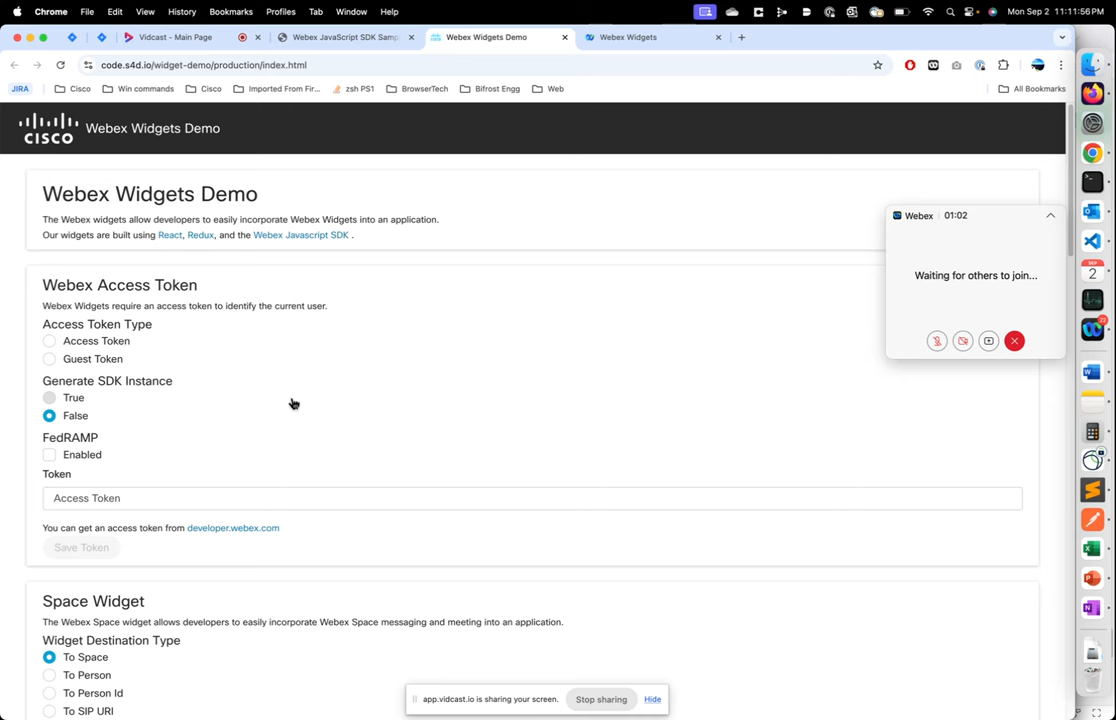 Chrome File Edit View History Bookmarks Profiles Tab Window Help Mon Sep 2 11:11:56 PM
Vidcast - Main Page Webex JavaScript SDK Samp Webex Widgets Demo Webex Widgets
code.s4d.io/widget-demo/production/index.html
JIRA Cisco Win commands Cisco Imported From Fir... zsh PS1 BrowserTech Bifrost Engg Web All Bookmarks
CISCO Webex Widgets Demo
Webex Widgets Demo
The Webex widgets allow developers to easily incorporate Webex Widgets into an application.
Our widgets are built using React, Redux, and the Webex Javascript SDK .
Webex 01:02
Waiting for others to join...
Webex Access Token
Webex Widgets require an access token to identify the current user.
Access Token Type
Access Token
Guest Token
Generate SDK Instance
True
False
FedRAMP
Enabled
Token
Access Token
You can get an access token from developer.webex.com
Save Token
Space Widget
The Webex Space widget allows developers to easily incorporate Webex Space messaging and meeting into an application.
Widget Destination Type
To Space
To Person
To Person Id
To SIP URI
app.vidcast.io is sharing your screen. Stop sharing Hide
SEP
2